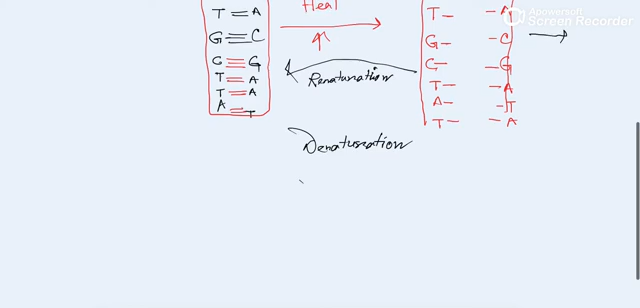 Heat
T = A
G ≡ C
C ≡ G
T = A
T = A
A = T
Renaturation
T - - A
G - - C
C - - G
T - - A
A - - T
T - - A
Denaturation
Apowersoft
Screen Recorder